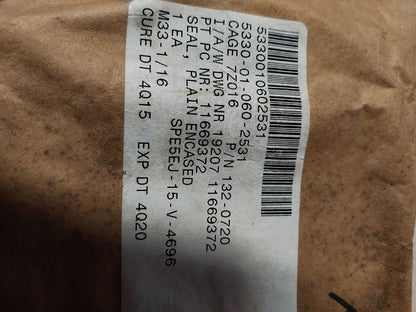 5330010602531
5330-01-060-2531
CAGE 7Z016 P/N 132-0720
I/A/W DWG NR 19207 11669372
PT PC NR: 11669372
SEAL, PLAIN ENCASED
1 EA SPE5EJ-15-V-4696
M33-1/16
CURE DT 4Q15 EXP DT 4Q20